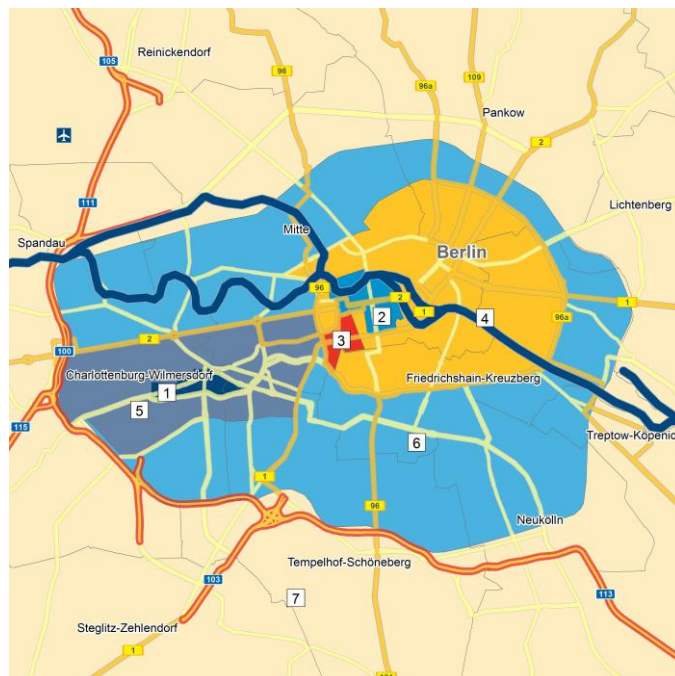 Reinickendorf
105
96
109
96a
Pankow
2
111
Lichtenberg
Mitte
Spandau
Berlin
96
2
1
1
2
4
2
3
96a
100
Charlottenburg-Wilmersdorf
1
Friedrichshain-Kreuzberg
5
115
6
Treptow-Köpenic
1
96
Neukölln
Tempelhof-Schöneberg
103
113
7
Steglitz-Zehlendorf
1